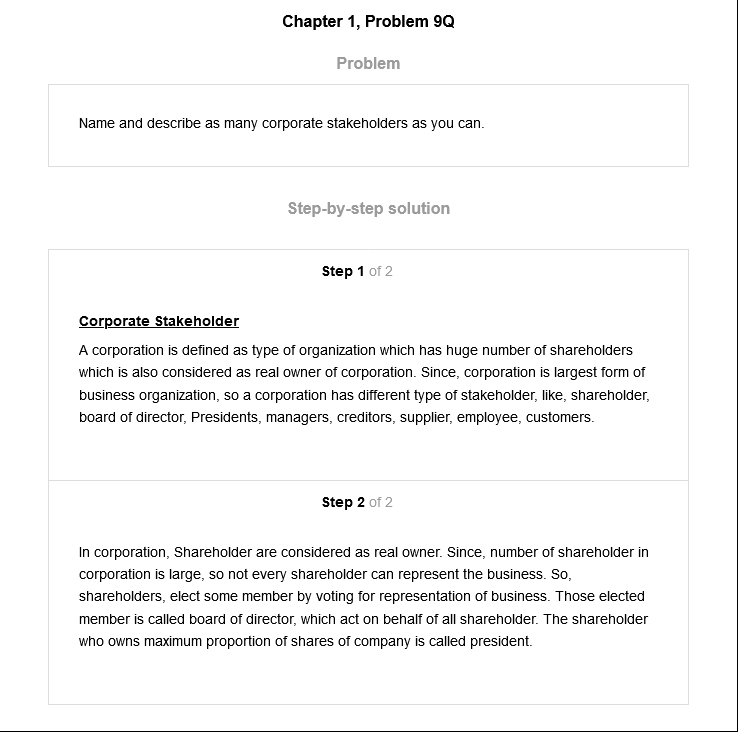 Chapter 1, Problem 9Q
Problem
Name and describe as many corporate stakeholders as you can.
Step-by-step solution
Step 1 of 2
Corporate Stakeholder
A corporation is defined as type of organization which has huge number of shareholders
which is also considered as real owner of corporation. Since, corporation is largest form of
business organization, so a corporation has different type of stakeholder, like, shareholder,
board of director, Presidents, managers, creditors, supplier, employee, customers.
Step 2 of 2
In corporation, Shareholder are considered as real owner. Since, number of shareholder in
corporation is large, so not every shareholder can represent the business. So,
shareholders, elect some member by voting for representation of business. Those elected
member is called board of director, which act on behalf of all shareholder. The shareholder
who owns maximum proportion of shares of company is called president.